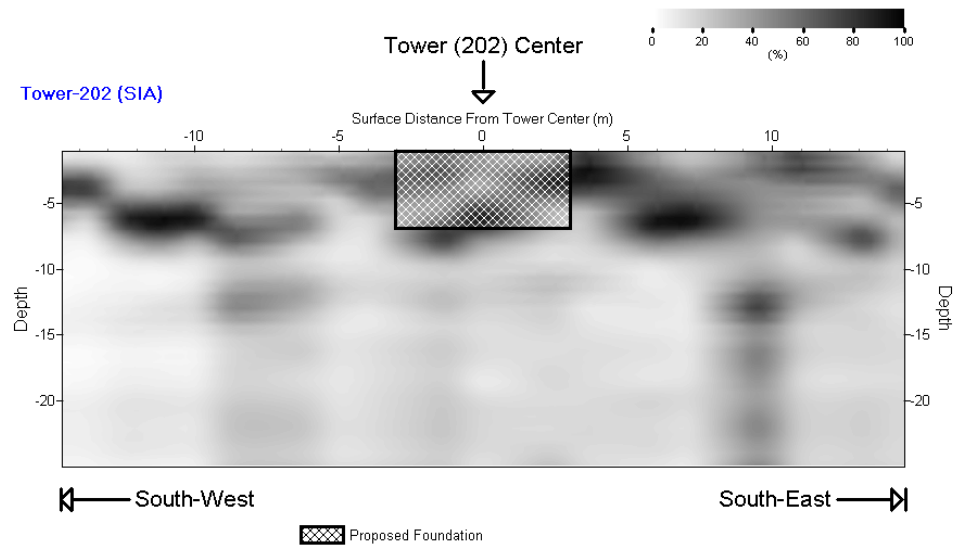 0 20 40 60 80 100
(%)
Tower (202) Center
Tower-202 (SIA)
Surface Distance From Tower Center (m)
-10 -5 0 5 10
-5 -5
-10 -10
-15 -15
-20 -20
Depth
Depth
South-West
South-East
Proposed Foundation